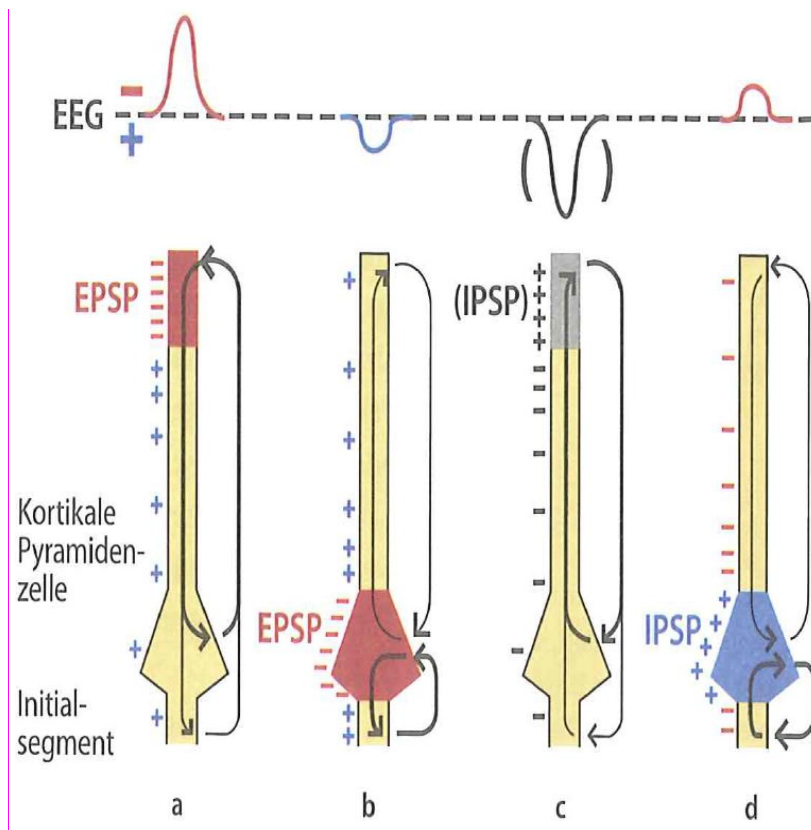 EEG
−
+
EPSP
(IPSP)
EPSP
IPSP
Kortikale
Pyramiden-
zelle
Initial-
segment
a b c d